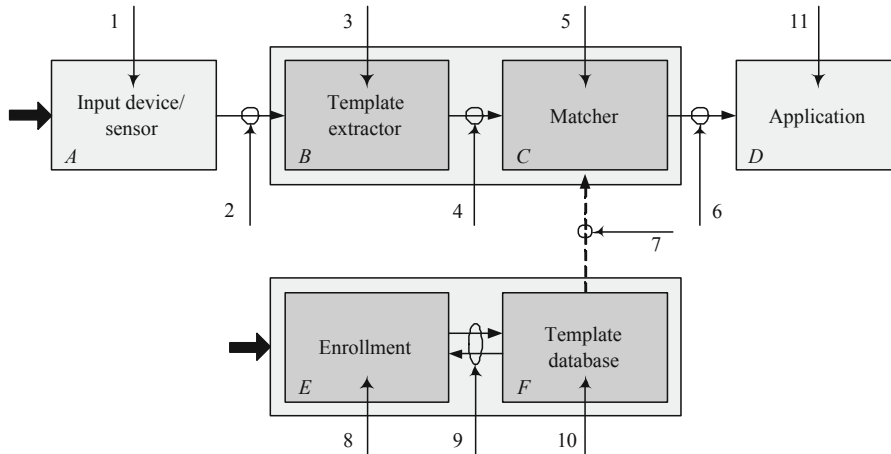 1
3
5
11
Input device/
sensor
Template
extractor
Matcher
Application
A
B
C
D
2
4
6
7
Enrollment
Template
database
E
F
8
9
10